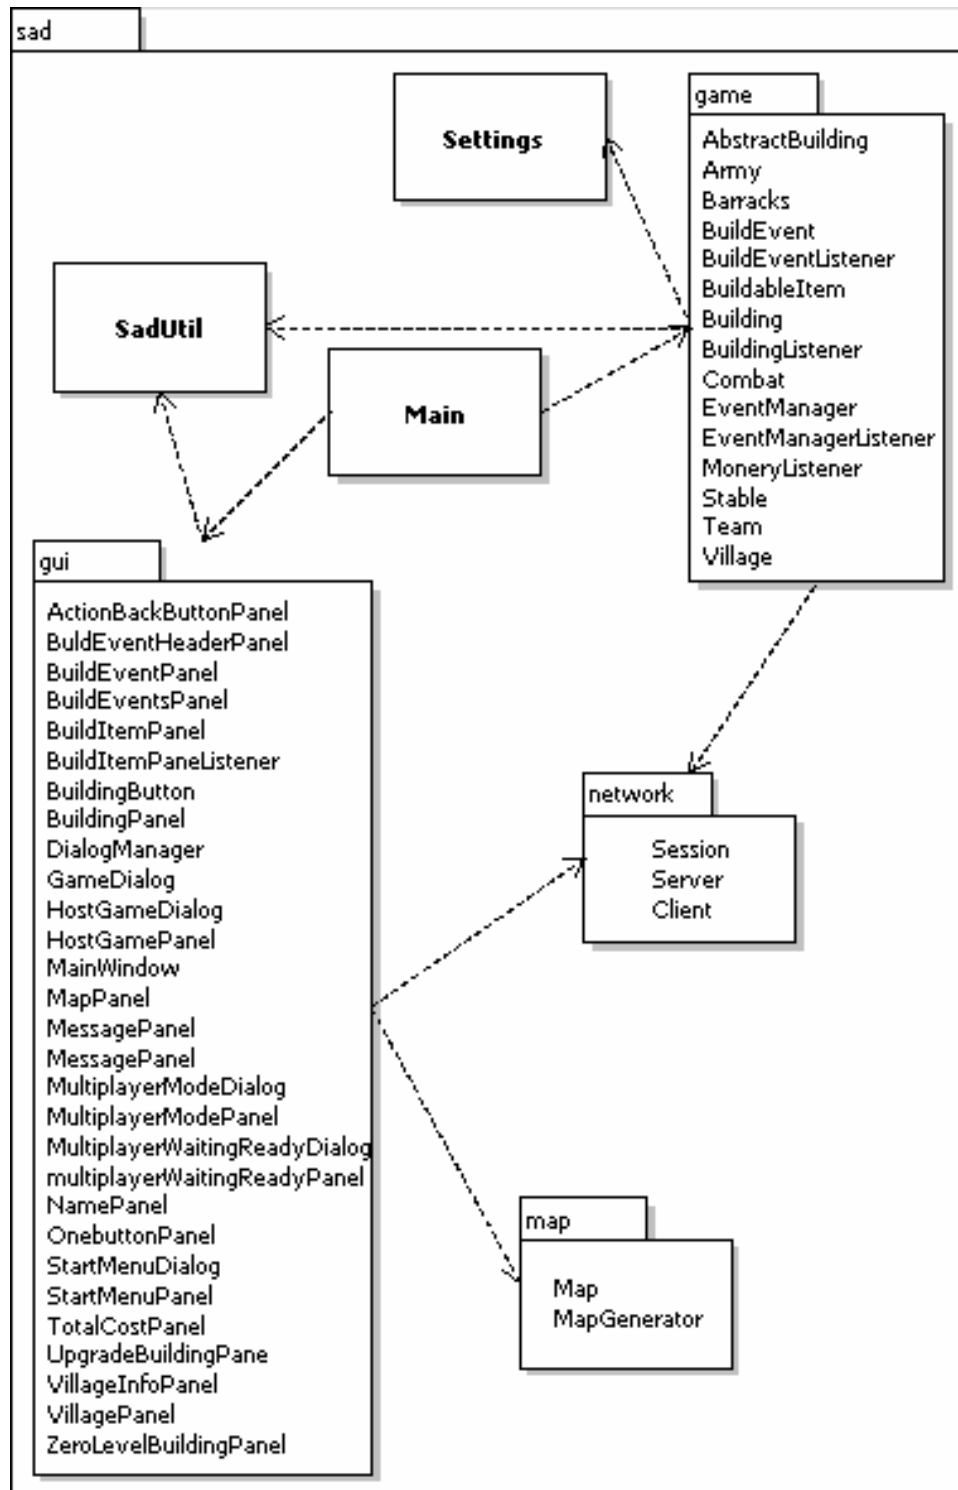 sad
Settings
game
AbstractBuilding
Army
Barracks
BuildEvent
BuildEventListener
BuildableItem
Building
BuildingListener
Combat
EventManager
EventManagerListener
MoneryListener
Stable
Team
Village
SadUtil
Main
gui
ActionBackButtonPanel
BuldEventHeaderPanel
BuildEventPanel
BuildEventsPanel
BuildItemPanel
BuildItemPaneListener
BuildingButton
BuildingPanel
DialogManager
GameDialog
HostGameDialog
HostGamePanel
MainWindow
MapPanel
MessagePanel
MessagePanel
MultiplayerModeDialog
MultiplayerModePanel
MultiplayerWaitingReadyDialog
multiplayerWaitingReadyPanel
NamePanel
OnebuttonPanel
StartMenuDialog
StartMenuPanel
TotalCostPanel
UpgradeBuildingPane
VillageInfoPanel
VillagePanel
ZeroLevelBuildingPanel
network
Session
Server
Client
map
Map
MapGenerator